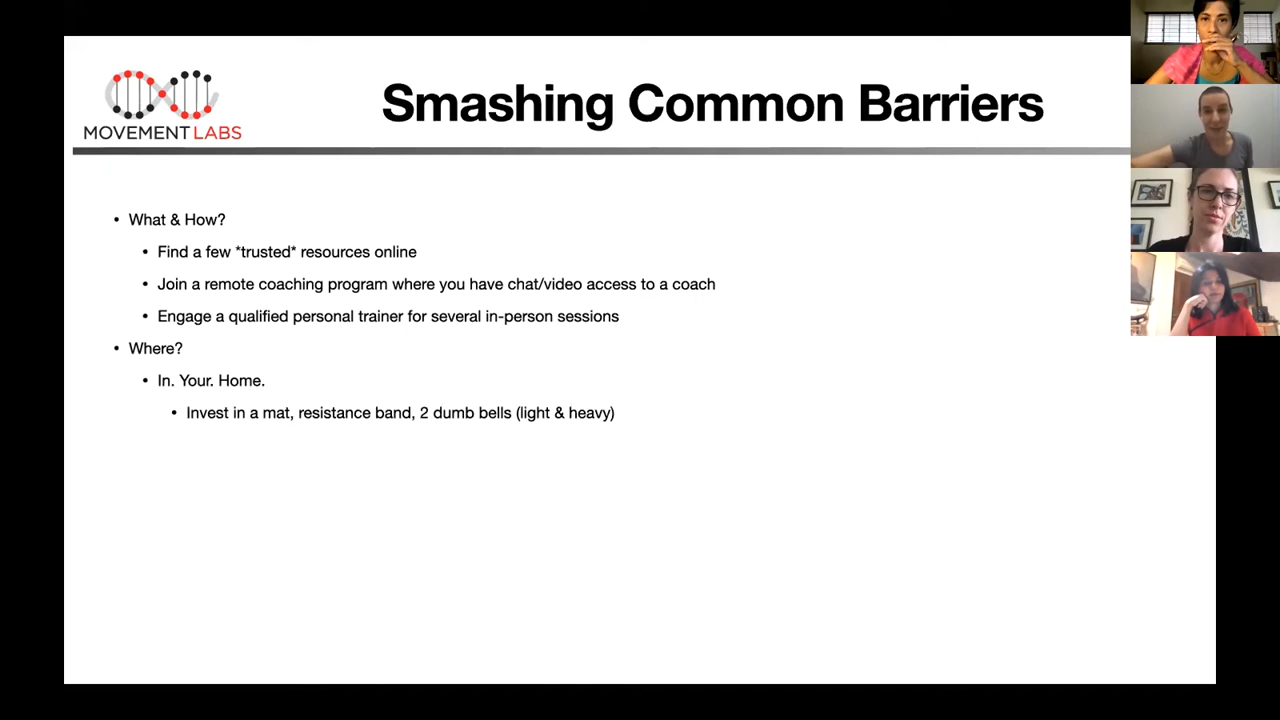 MOVEMENT LABS
Smashing Common Barriers
• What & How?
• Find a few *trusted* resources online
• Join a remote coaching program where you have chat/video access to a coach
• Engage a qualified personal trainer for several in-person sessions
• Where?
• In. Your. Home.
• Invest in a mat, resistance band, 2 dumb bells (light & heavy)